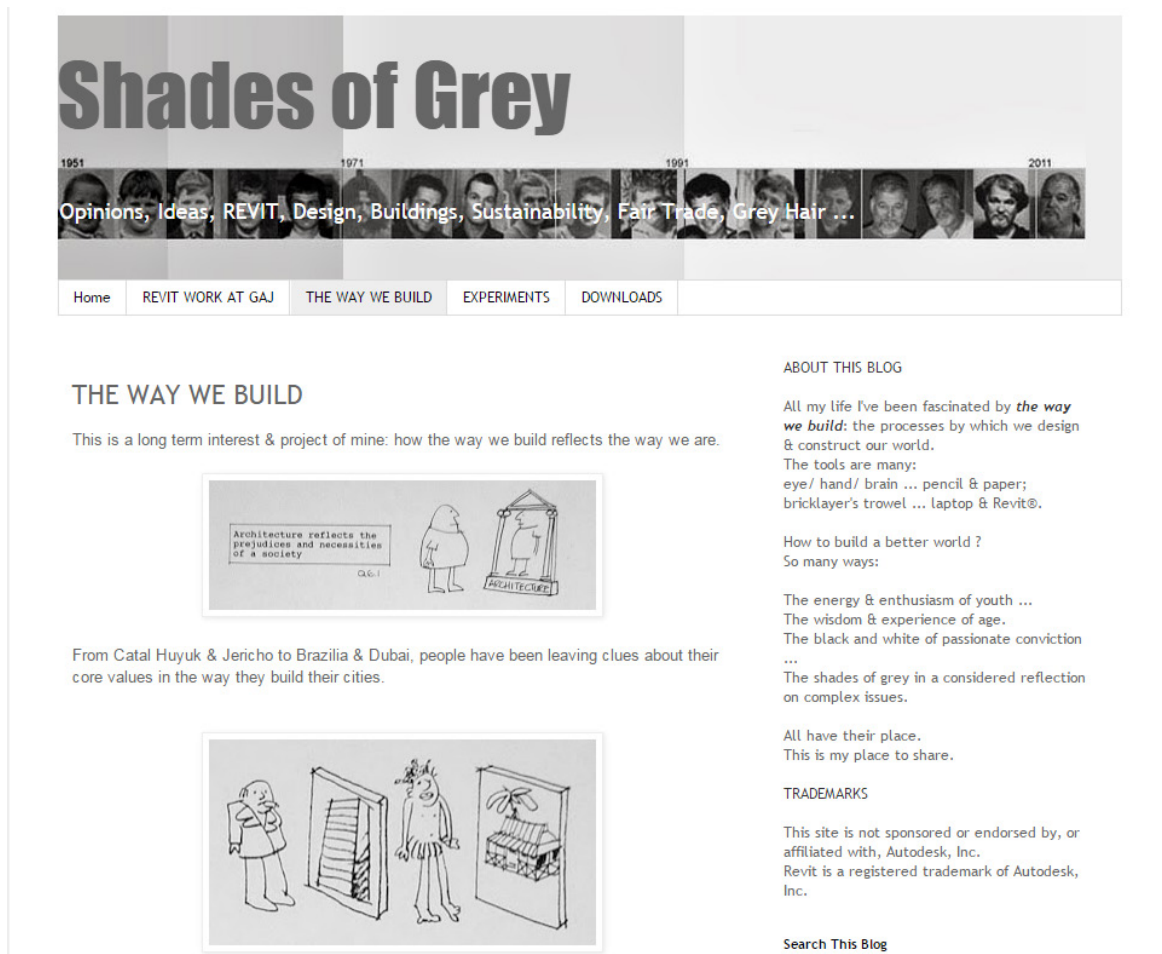 Shades of Grey
1951 1971 1991 2011
Opinions, Ideas, REVIT, Design, Buildings, Sustainability, Fair Trade, Grey Hair ...
Home REVIT WORK AT GAJ THE WAY WE BUILD EXPERIMENTS DOWNLOADS
THE WAY WE BUILD
This is a long term interest & project of mine: how the way we build reflects the way we are.
Architecture reflects the
prejudices and necessities
of a society
ARCHITECTURE
From Catal Huyuk & Jericho to Brazilia & Dubai, people have been leaving clues about their
core values in the way they build their cities.
ABOUT THIS BLOG
All my life I've been fascinated by the way
we build: the processes by which we design
& construct our world.
The tools are many:
eye/ hand/ brain ... pencil & paper;
bricklayer's trowel ... laptop & Revit®.
How to build a better world ?
So many ways:
The energy & enthusiasm of youth ...
The wisdom & experience of age.
The black and white of passionate conviction
...
The shades of grey in a considered reflection
on complex issues.
All have their place.
This is my place to share.
TRADEMARKS
This site is not sponsored or endorsed by, or
affiliated with, Autodesk, Inc.
Revit is a registered trademark of Autodesk,
Inc.
Search This Blog